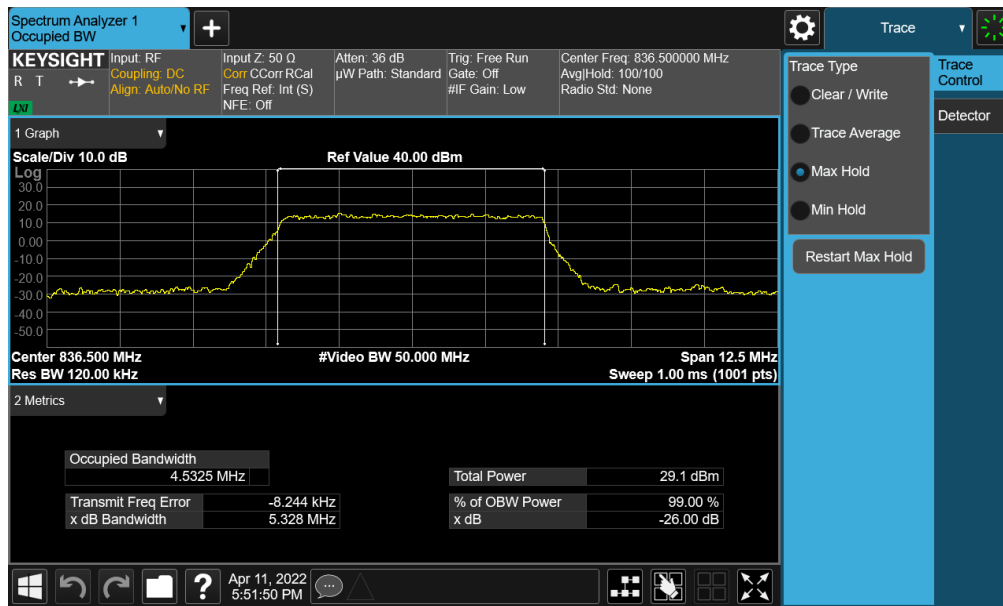 Spectrum Analyzer 1
Occupied BW
+
Trace
KEYSIGHT
R T
LXI
Input: RF
Coupling: DC
Align: Auto/No RF
Input Z: 50 Ω
Corr CCorr RCal
Freq Ref: Int (S)
NFE: Off
Atten: 36 dB
µW Path: Standard
Trig: Free Run
Gate: Off
#IF Gain: Low
Center Freq: 836.500000 MHz
Avg|Hold: 100/100
Radio Std: None
Trace Type
Clear / Write
Trace Average
Max Hold
Min Hold
Restart Max Hold
Trace
Control
Detector
1 Graph
Scale/Div 10.0 dB
Ref Value 40.00 dBm
Log
30.0
20.0
10.0
0.00
-10.0
-20.0
-30.0
-40.0
-50.0
Center 836.500 MHz
#Video BW 50.000 MHz
Span 12.5 MHz
Res BW 120.00 kHz
Sweep 1.00 ms (1001 pts)
2 Metrics
Occupied Bandwidth
4.5325 MHz
Total Power 29.1 dBm
Transmit Freq Error -8.244 kHz
% of OBW Power 99.00 %
x dB Bandwidth 5.328 MHz
x dB -26.00 dB
?
Apr 11, 2022
5:51:50 PM